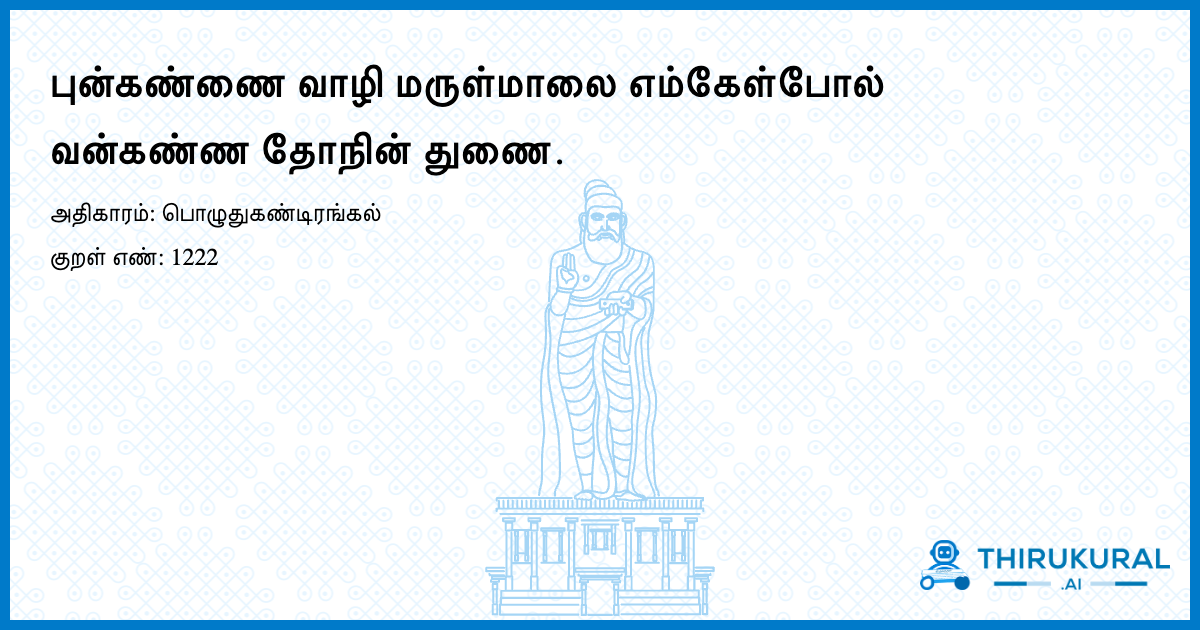 புன்கண்ணை வாழி மருள்மாலை எம்கேள்போல்
வன்கண்ண தோநின் துணை.
அதிகாரம்: பொழுதுகண்டிரங்கல்
குறள் எண்: 1222
THIRUKURAL
.AI